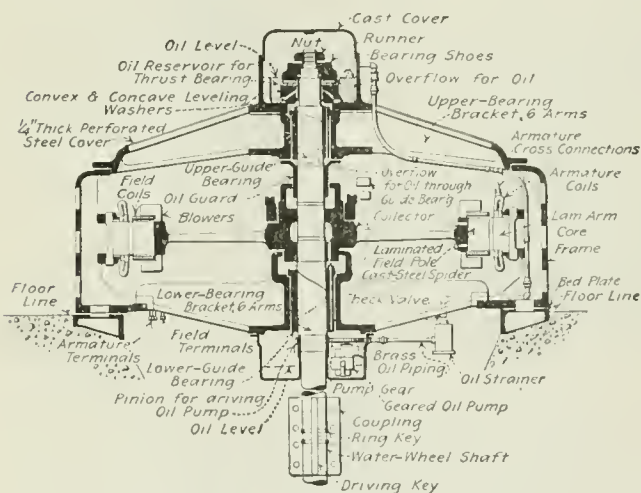 Cast Cover
Oil Level
Nut
Runner
Bearing Shoes
Oil Reservoir for
Thrust Bearing
Overflow for Oil
Convex & Concave Leveling
Washers
Upper-Bearing
Bracket, 6 Arms
1/4" Thick Perforated
Steel Cover
Armature
Cross Connections
Upper-Guide
Bearing
Overflow
for Oil through
Guide Bear'g
Armature
Coils
Field
Coils
Oil Guard
Blowers
Collector
Lam Arm
Core
Laminated
Field Pole
Cast-Steel Spider
Frame
Floor
Line
Lower-Bearing
Bracket, 6 Arms
Check Valve
Bed Plate
Floor Line
Armature
Terminals
Field
Terminals
Brass
Oil Piping
Oil Strainer
Lower-Guide
Bearing
Pump Gear
Pinion for driving
Oil Pump
Geared Oil Pump
Oil Level
Coupling
Ring Key
Water-Wheel Shaft
Driving Key